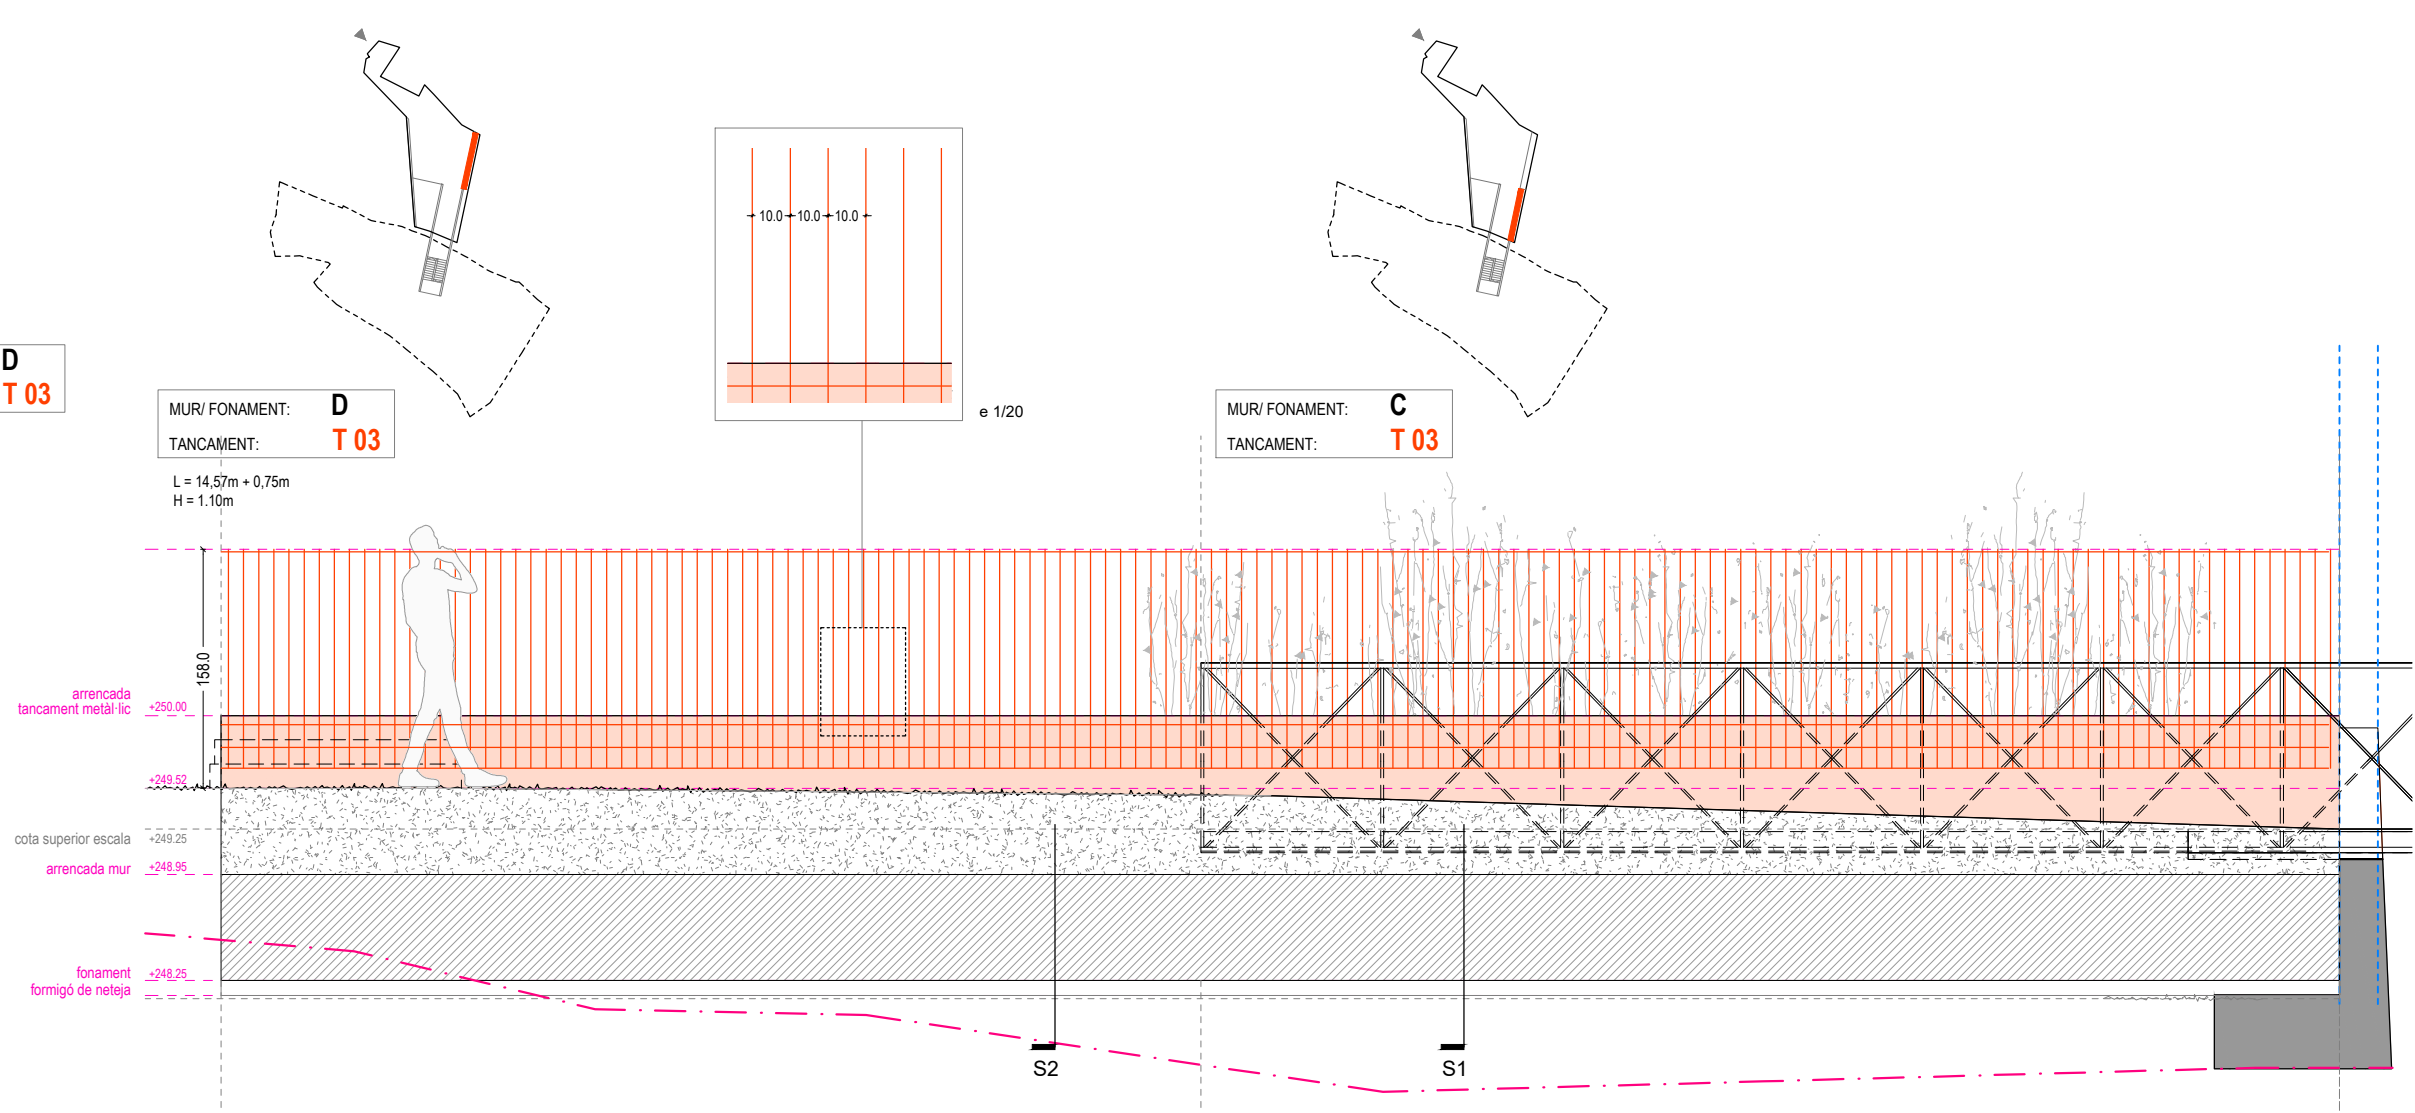 D
T 03
MUR/ FONAMENT: D
TANCAMENT: T 03
L = 14,57m + 0,75m
H = 1.10m
10.0 10.0 10.0
e 1/20
MUR/ FONAMENT: C
TANCAMENT: T 03
158.0
arrencada
tancament metàl·lic +250.00
+249.52
cota superior escala +249.25
arrencada mur +248.95
fonament +248.25
formigó de neteja
S2
S1